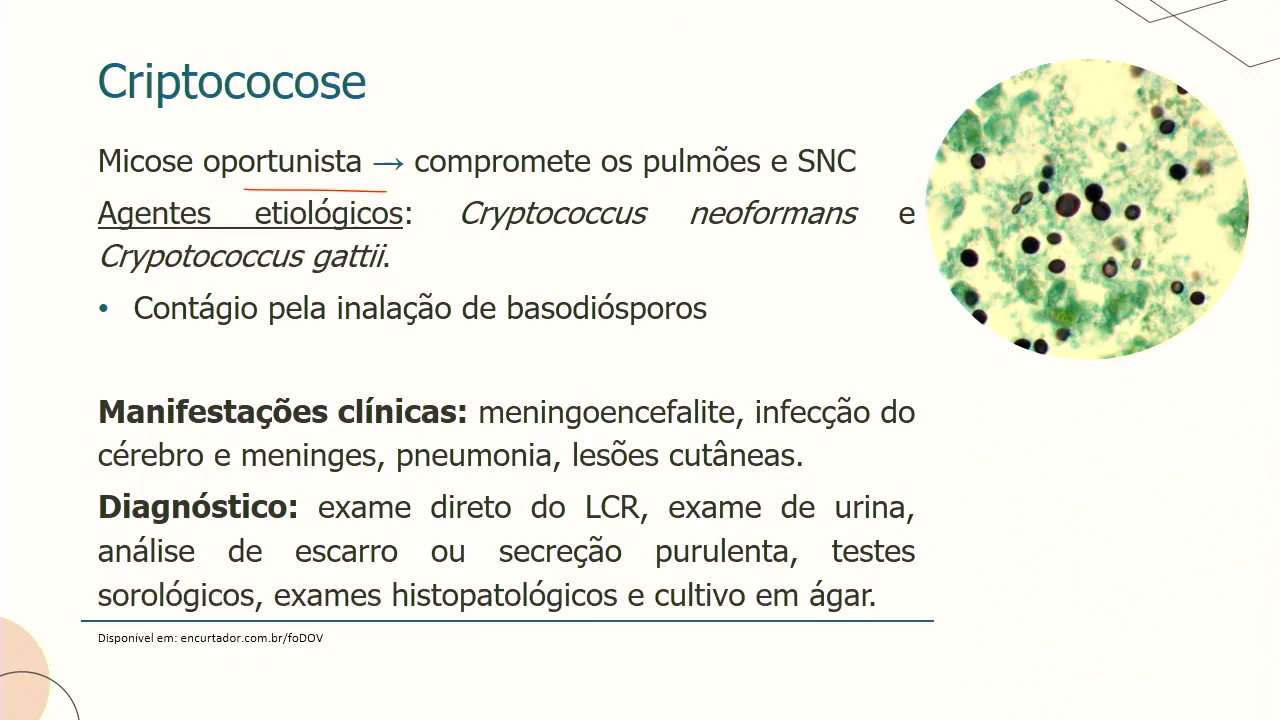 Criptococose
Micose oportunista → compromete os pulmões e SNC
Agentes etiológicos: Cryptococcus neoformans e
Crypotococcus gattii.
• Contágio pela inalação de basodiósporos
Manifestações clínicas: meningoencefalite, infecção do
cérebro e meninges, pneumonia, lesões cutâneas.
Diagnóstico: exame direto do LCR, exame de urina,
análise de escarro ou secreção purulenta, testes
sorológicos, exames histopatológicos e cultivo em ágar.
Disponível em: encurtador.com.br/foDOV